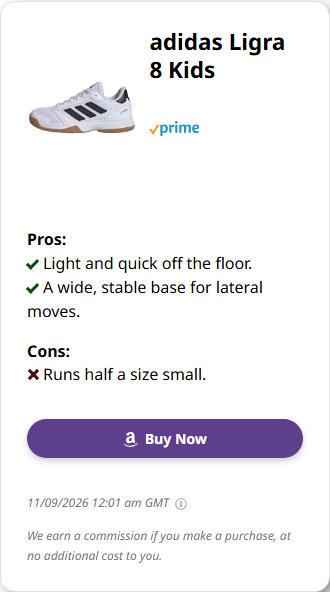 adidas Ligra
8 Kids
prime
Pros:
Light and quick off the floor.
A wide, stable base for lateral
moves.
Cons:
Runs half a size small.
Buy Now
11/09/2026 12:01 am GMT
We earn a commission if you make a purchase, at
no additional cost to you.